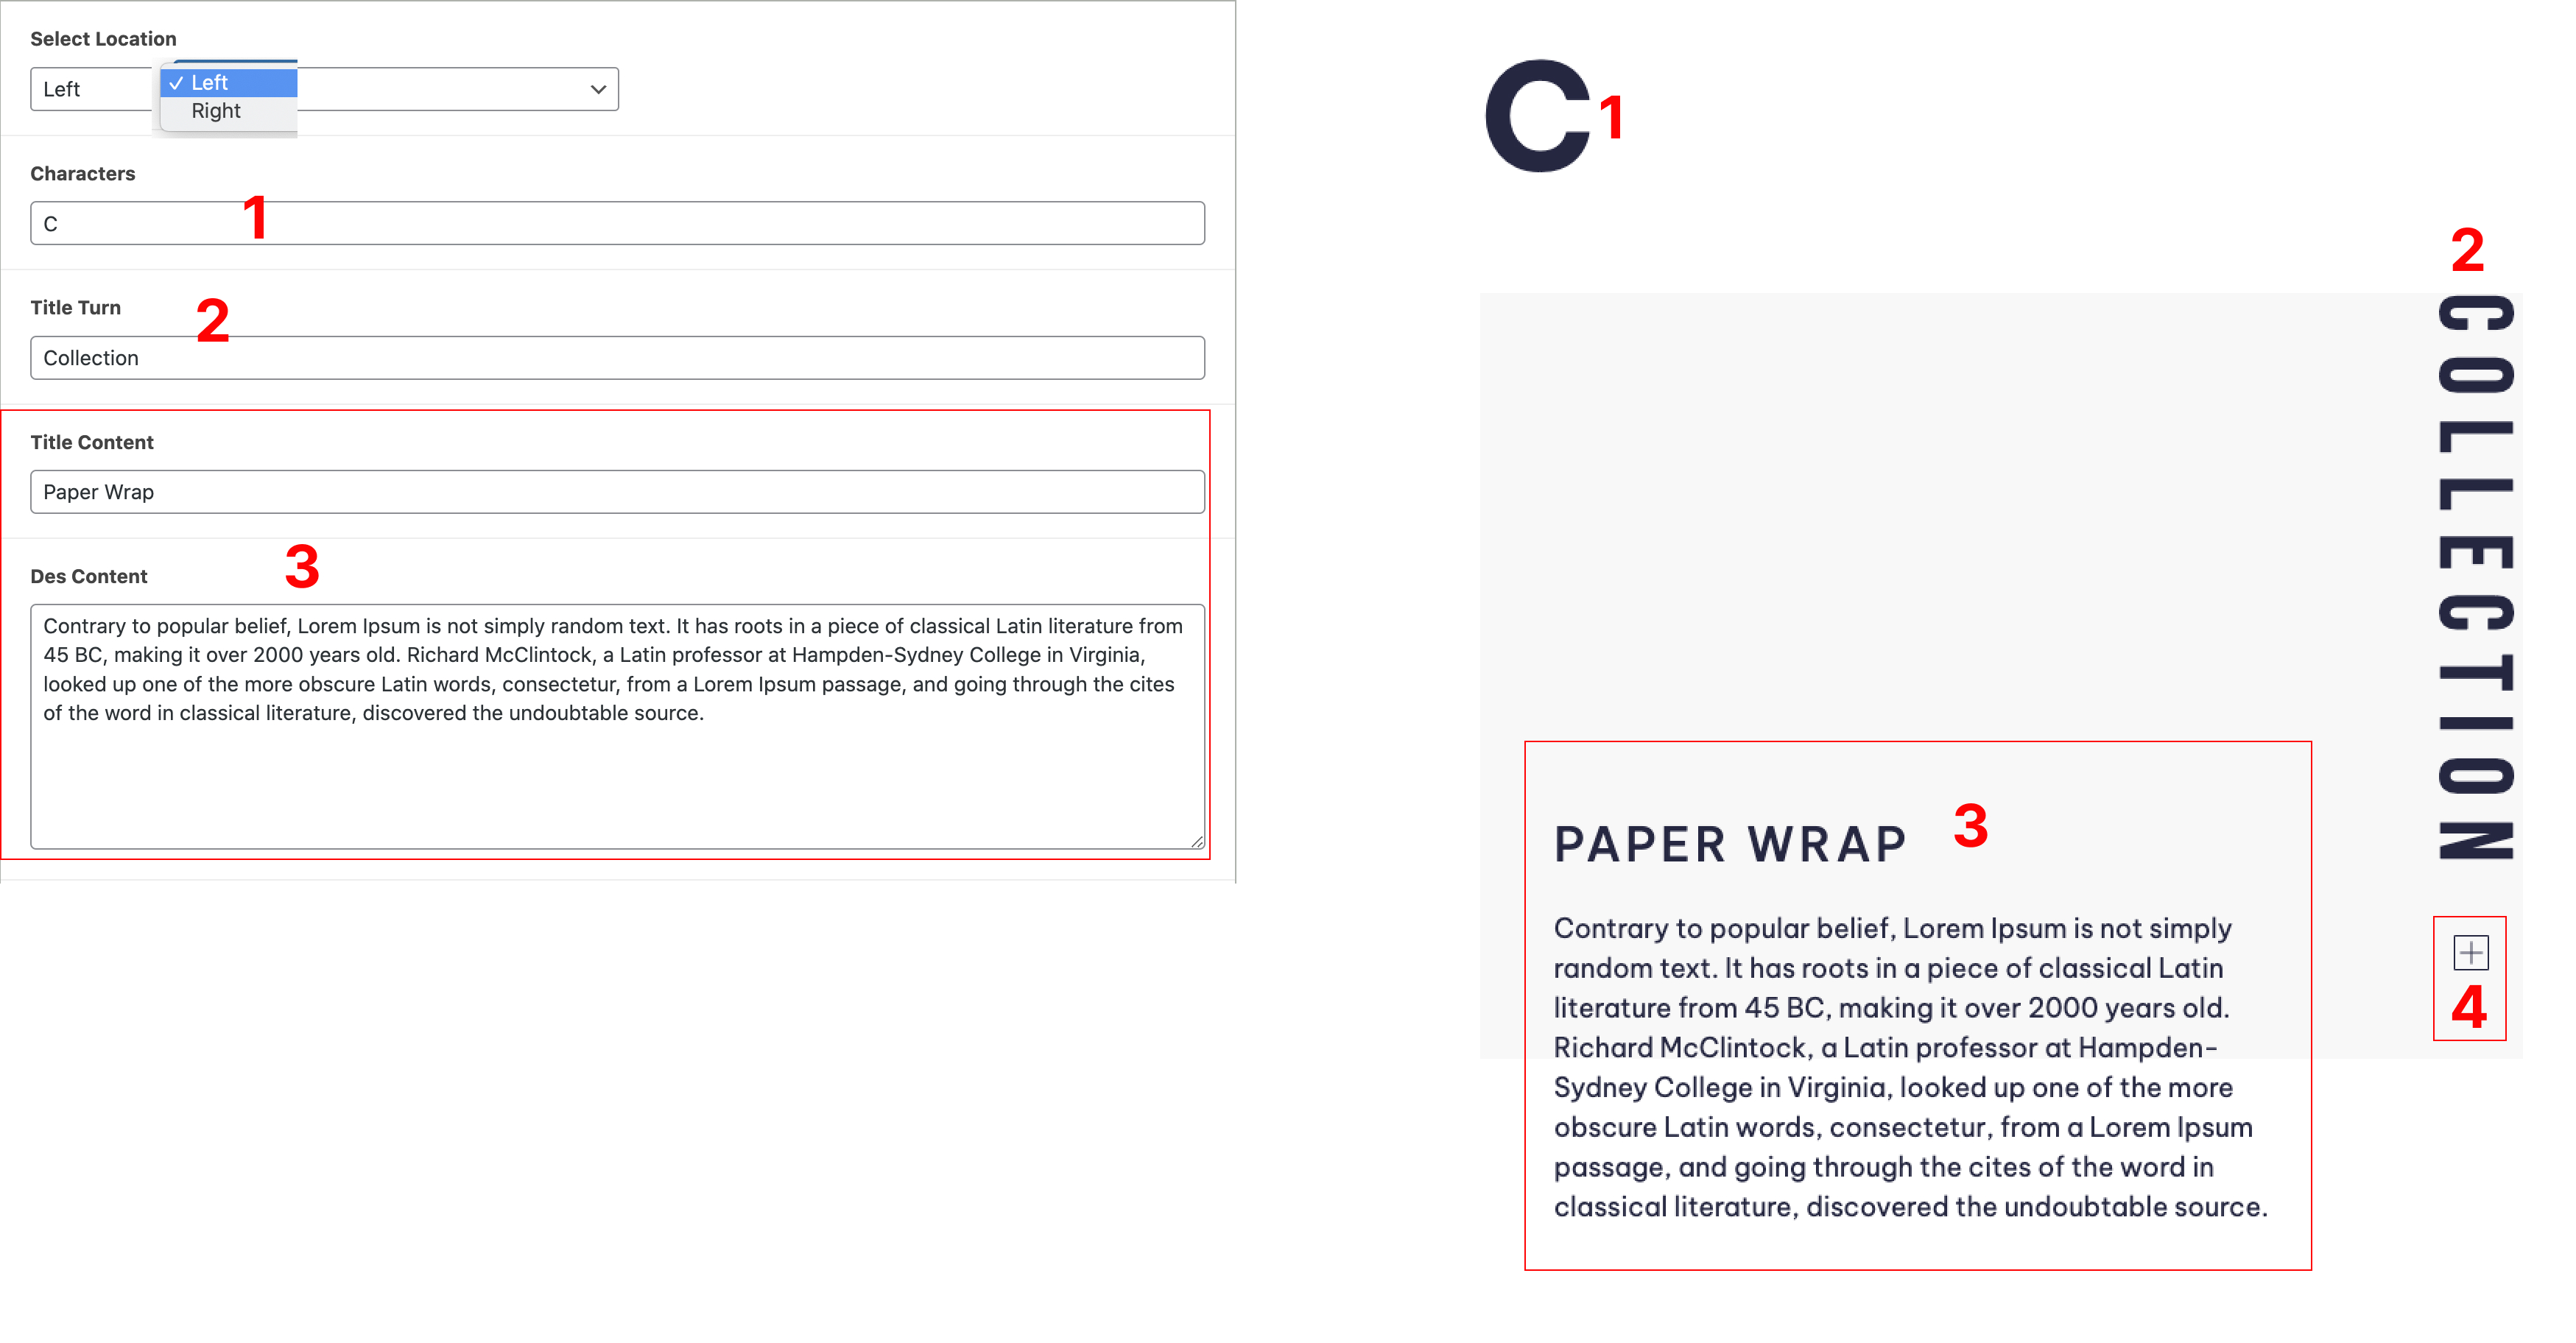 Select Location
Left
✓ Left
Right
Characters
1
C
Title Turn
2
Collection
Title Content
Paper Wrap
Des Content
3
Contrary to popular belief, Lorem Ipsum is not simply random text. It has roots in a piece of classical Latin literature from
45 BC, making it over 2000 years old. Richard McClintock, a Latin professor at Hampden-Sydney College in Virginia,
looked up one of the more obscure Latin words, consectetur, from a Lorem Ipsum passage, and going through the cites
of the word in classical literature, discovered the undoubtable source.
C
1
2
COLLECTION
PAPER WRAP
3
Contrary to popular belief, Lorem Ipsum is not simply
random text. It has roots in a piece of classical Latin
literature from 45 BC, making it over 2000 years old.
Richard McClintock, a Latin professor at Hampden-
Sydney College in Virginia, looked up one of the more
obscure Latin words, consectetur, from a Lorem Ipsum
passage, and going through the cites of the word in
classical literature, discovered the undoubtable source.
4